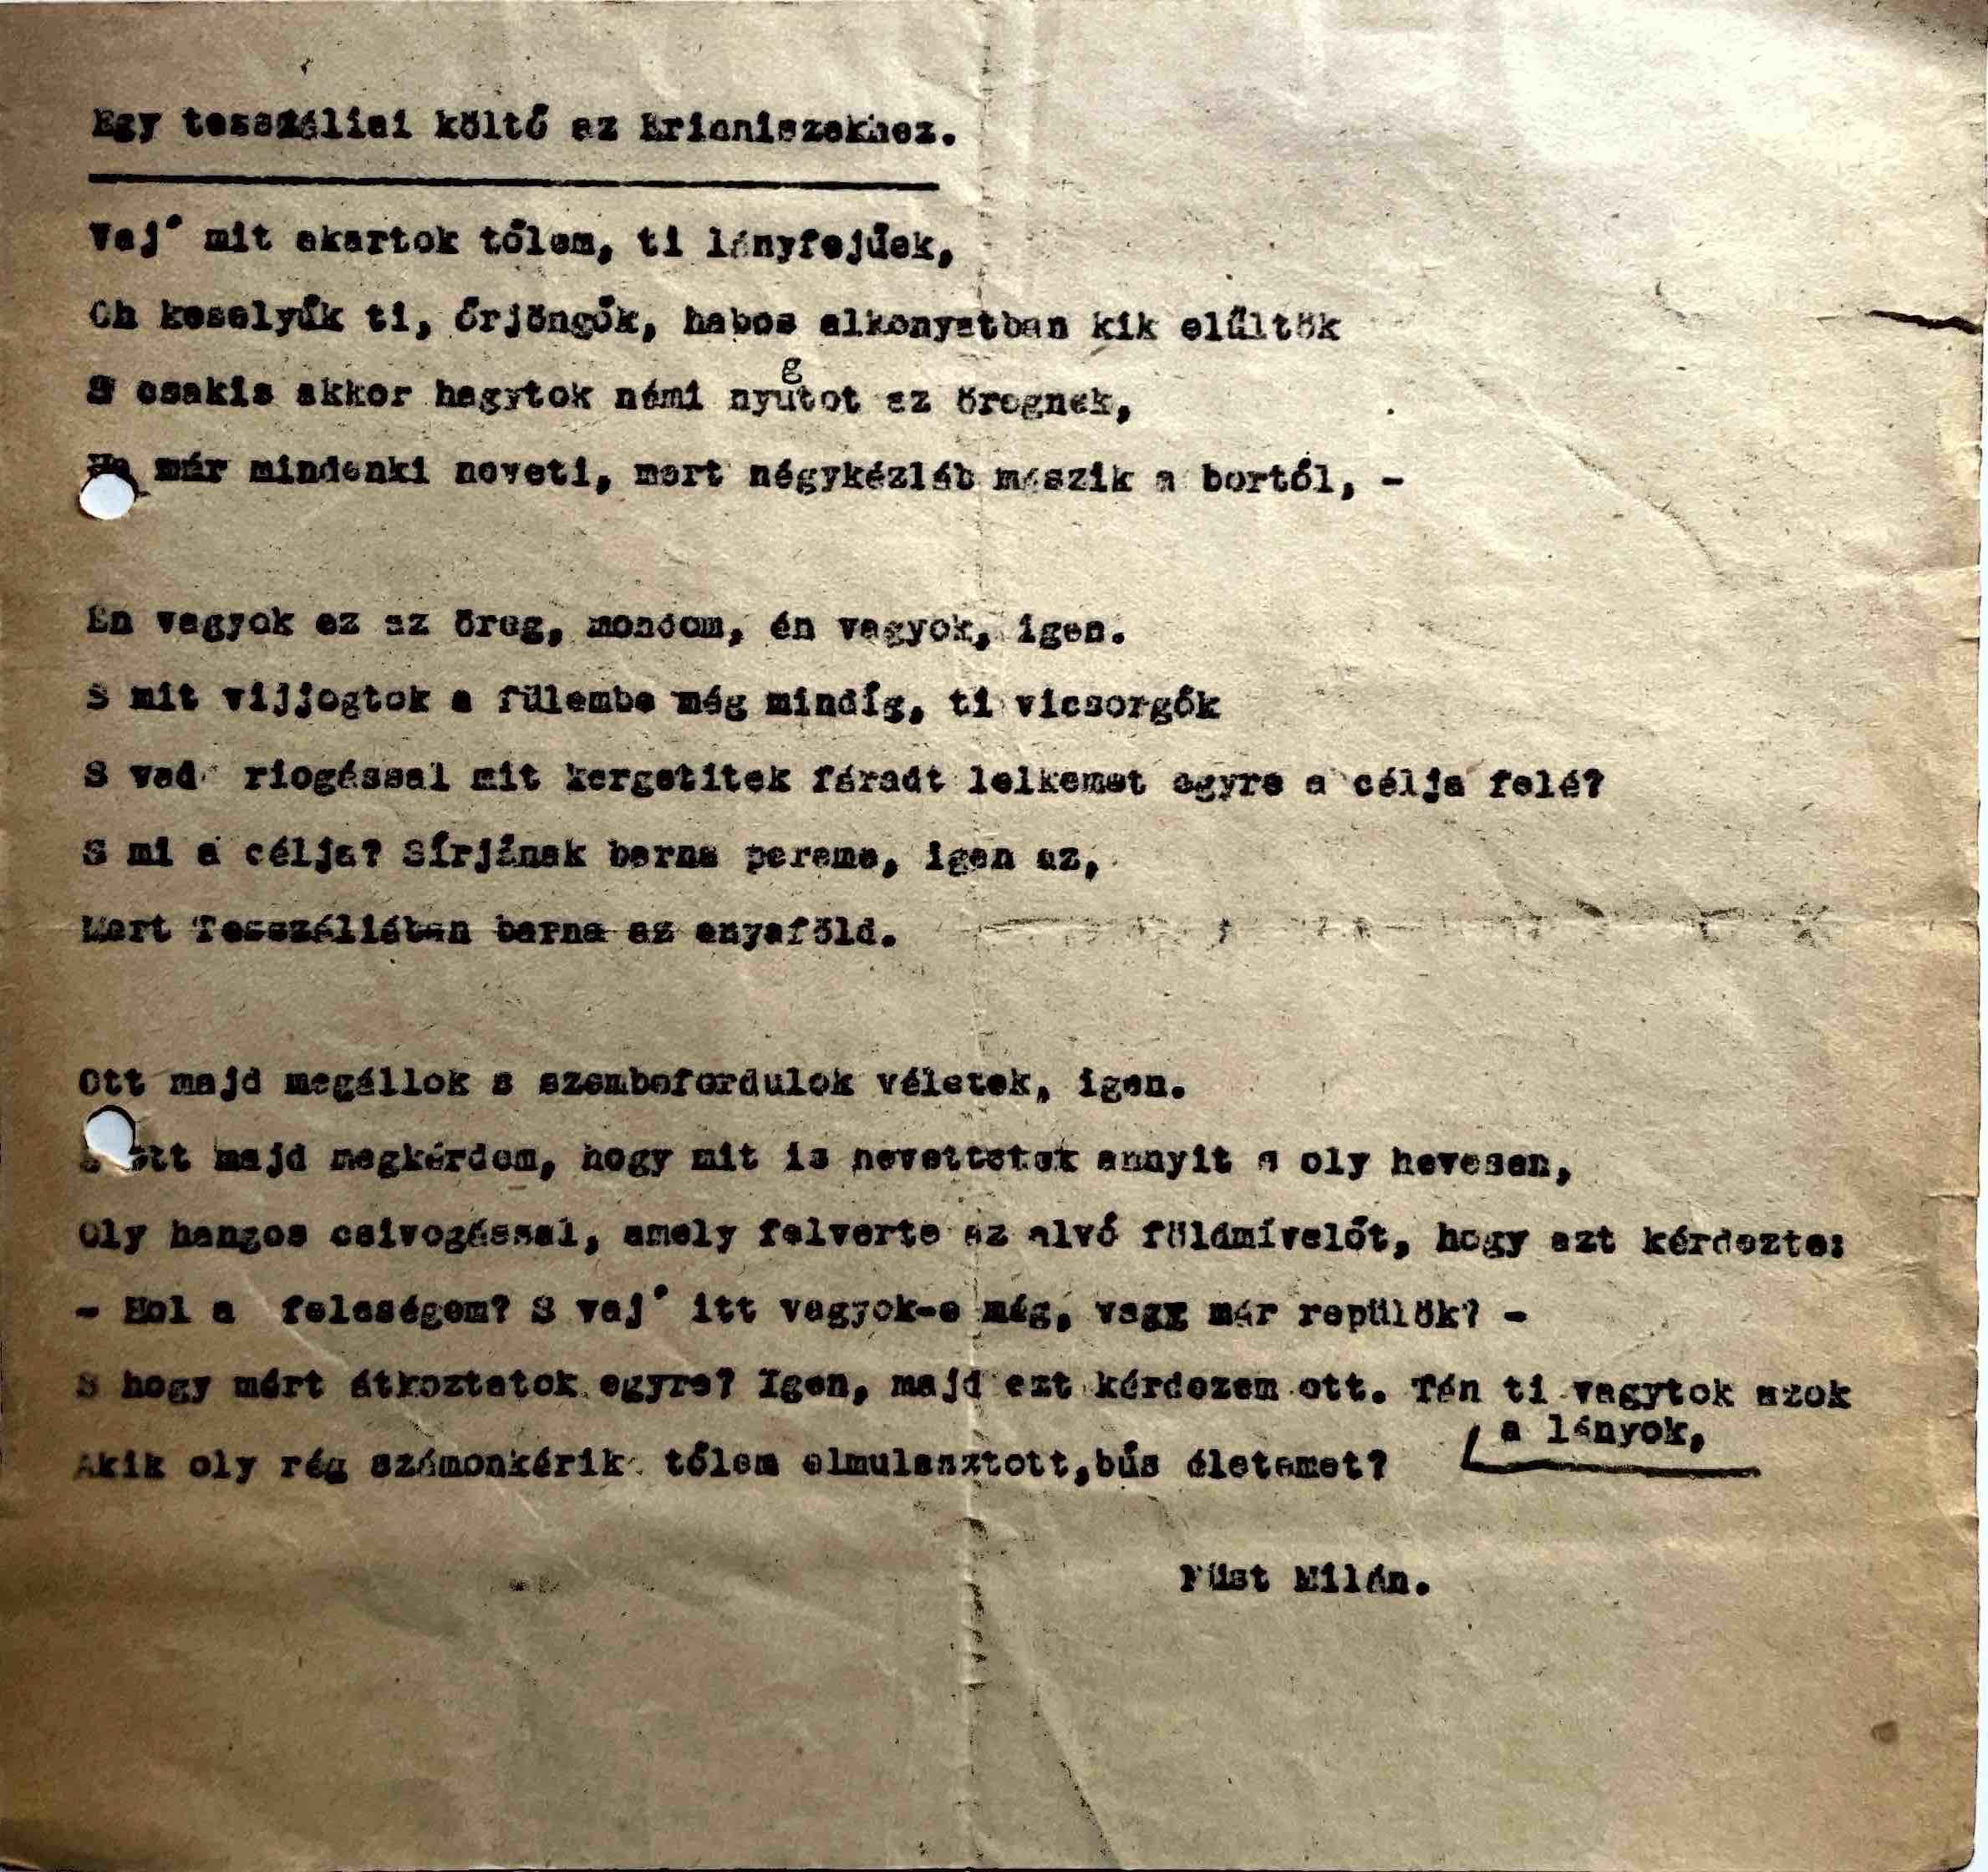 Egy tesszáliai költő az Erinniszekhez.
Vaj' mit akartok tőlem, ti lányfejűek,
Oh keselyűk ti, őrjöngők, habos alkonyatban kik elűltök
S csakis akkor hagytok némi nyugtot az öregnek,
Ha már mindenki neveti, mert négykézláb mászik a bortól, -
Én vagyok ez az öreg, mondom, én vagyok, igen.
S mit vijjogtok a fülembe még mindíg, ti vicsorgók
S vad riogással mit kergetitek fáradt lelkemet egyre a célja felé?
S mi a célja? Sírjának barna pereme, igen az,
Mert Tesszáliában barna az anyaföld.
Ott majd megállok s szembefordulok véletek, igen.
S ott majd megkérdem, hogy mit is nevettetek annyit s oly hevesen,
Oly hangos csivogással, amely felverte az alvó földmívelőt, hogy azt kérdezte:
- Hol a feleségem? S vaj' itt vagyok-e még, vagy már repülök? -
S hogy mért átkoztatok egyre? Igen, majd ezt kérdezem ott. Tán ti vagytok azok
a lányok,
Akik oly rég számonkérik tőlem elmulasztott, bús életemet?
Füst Milán.